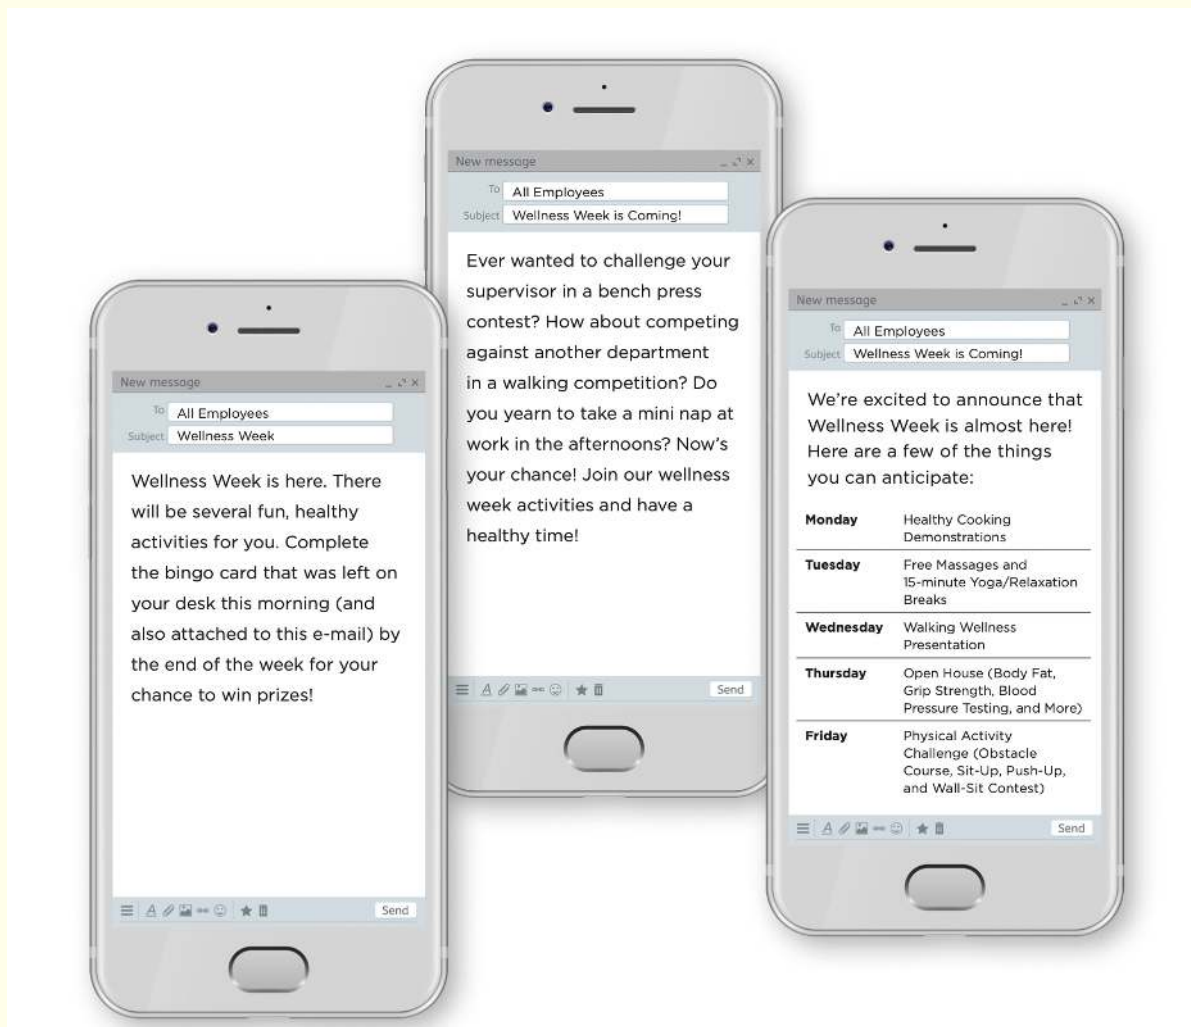 New message
To All Employees
Subject Wellness Week
Wellness Week is here. There
will be several fun, healthy
activities for you. Complete
the bingo card that was left on
your desk this morning (and
also attached to this e-mail) by
the end of the week for your
chance to win prizes!
Send
New message
To All Employees
Subject Wellness Week is Coming!
Ever wanted to challenge your
supervisor in a bench press
contest? How about competing
against another department
in a walking competition? Do
you yearn to take a mini nap at
work in the afternoons? Now's
your chance! Join our wellness
week activities and have a
healthy time!
Send
New message
To All Employees
Subject Wellness Week is Coming!
We're excited to announce that
Wellness Week is almost here!
Here are a few of the things
you can anticipate:
Monday Healthy Cooking
Demonstrations
Tuesday Free Massages and
15-minute Yoga/Relaxation
Breaks
Wednesday Walking Wellness
Presentation
Thursday Open House (Body Fat,
Grip Strength, Blood
Pressure Testing, and More)
Friday Physical Activity
Challenge (Obstacle
Course, Sit-Up, Push-Up,
and Wall-Sit Contest)
Send